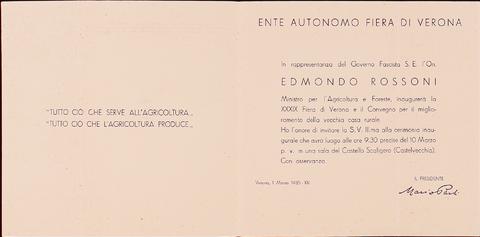 "TUTTO CIÒ CHE SERVE ALL'AGRICOLTURA„
"TUTTO CIÒ CHE L'AGRICOLTURA PRODUCE„
ENTE AUTONOMO FIERA DI VERONA
In rappresentanza del Governo Fascista S. E. l'On.
EDMONDO ROSSONI
Ministro per l'Agricoltura e Foreste, inaugurerà la
XXXIX Fiera di Verona e il Convegno per il miglio-
ramento della vecchia casa rurale.
Ho l'onore di invitare la S. V. Ill.ma alla cerimonia inau-
gurale che avrà luogo alle ore 9,30 precise del 10 Marzo
p. v. in una sala del Castello Scaligero (Castelvecchio).
Con osservanza.
IL PRESIDENTE
Verona, 1 Marzo 1935 - XIII
Mario